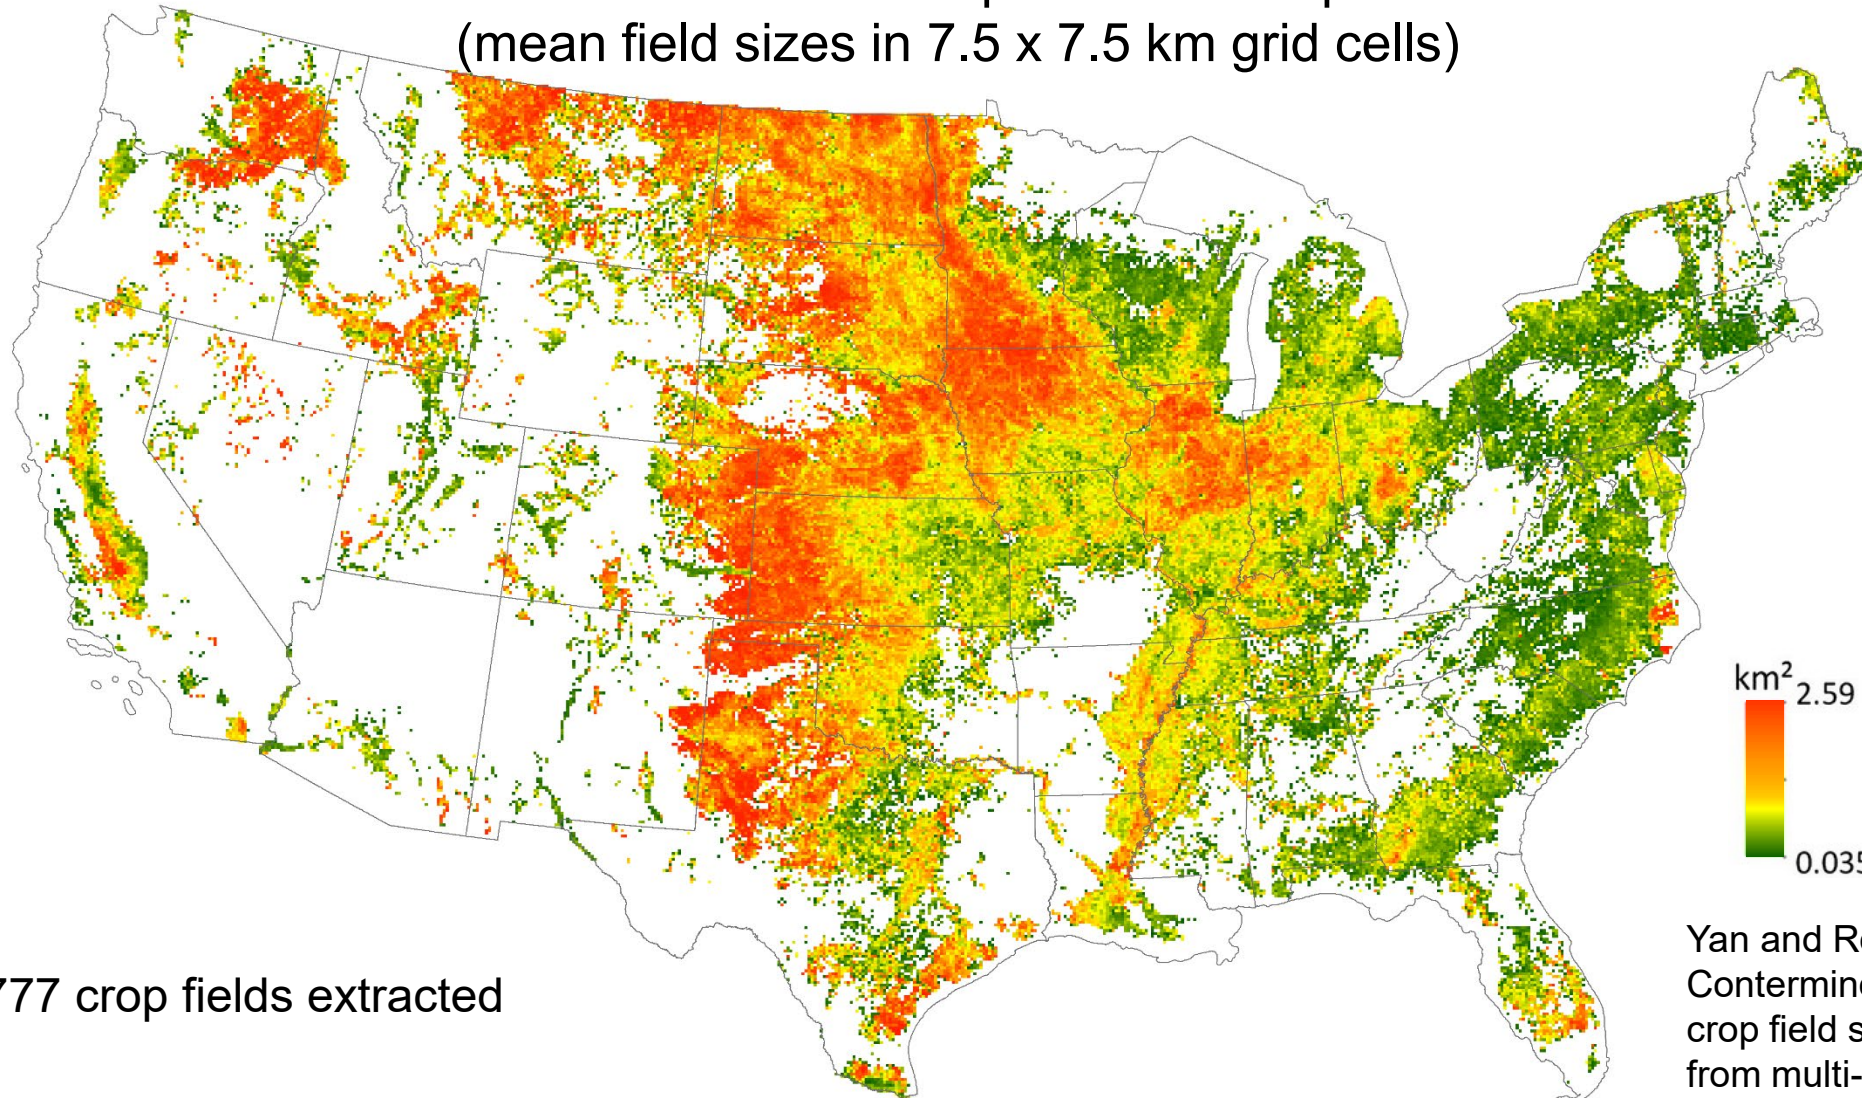 (mean field sizes in 7.5 x 7.5 km grid cells)
km²
2.59
0.035
777 crop fields extracted
Yan and
Contermin
crop field
from multi-